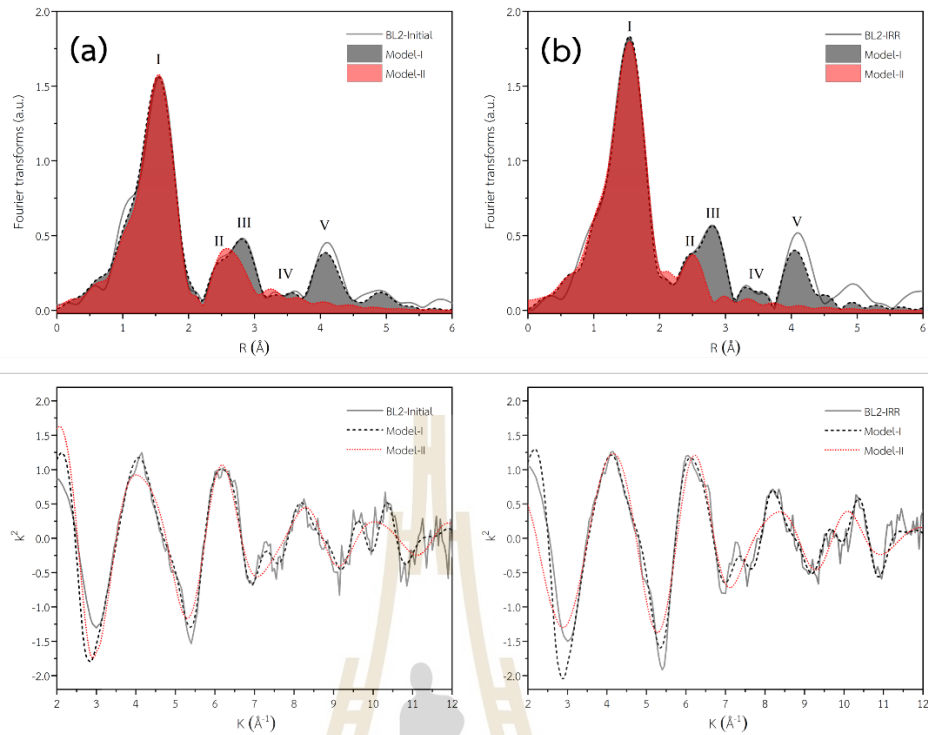 (a)
I
II
III
IV
V
BL2-Initial
Model-I
Model-II
Fourier transforms (a.u.)
2.0
1.5
1.0
0.5
0.0
0 1 2 3 4 5 6
R (Å)
(b)
I
II
III
IV
V
BL2-IRR
Model-I
Model-II
Fourier transforms (a.u.)
2.0
1.5
1.0
0.5
0.0
0 1 2 3 4 5 6
R (Å)
BL2-Initial
Model-I
Model-II
k²
2.0
1.5
1.0
0.5
0.0
-0.5
-1.0
-1.5
-2.0
2 3 4 5 6 7 8 9 10 11 12
K (Å⁻¹)
BL2-IRR
Model-I
Model-II
k²
2.0
1.5
1.0
0.5
0.0
-0.5
-1.0
-1.5
-2.0
2 3 4 5 6 7 8 9 10 11 12
K (Å⁻¹)